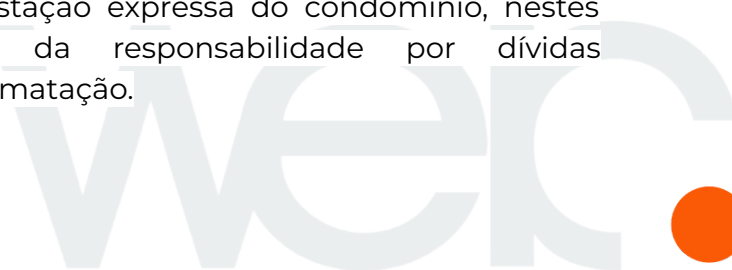 stação expressa do condomínio, nestes
da responsabilidade por dívidas
matação.